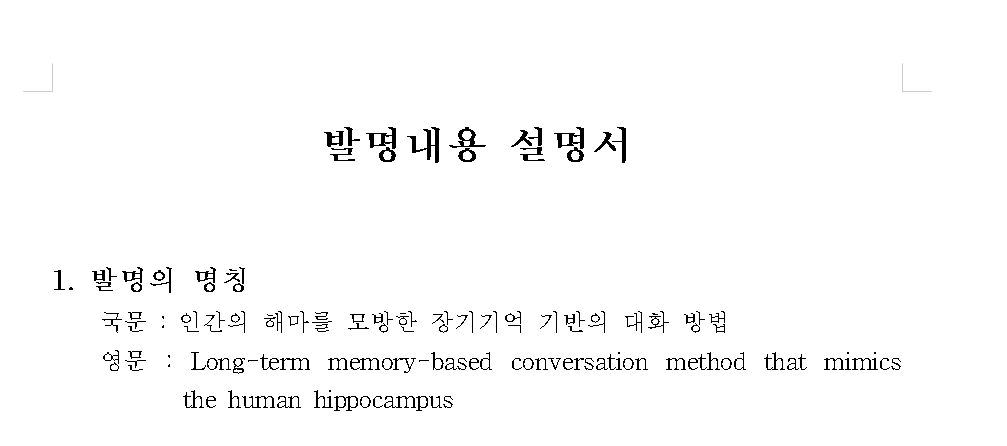 발명내용 설명서
1. 발명의 명칭
국문 : 인간의 해마를 모방한 장기기억 기반의 대화 방법
영문 : Long-term memory-based conversation method that mimics
the human hippocampus